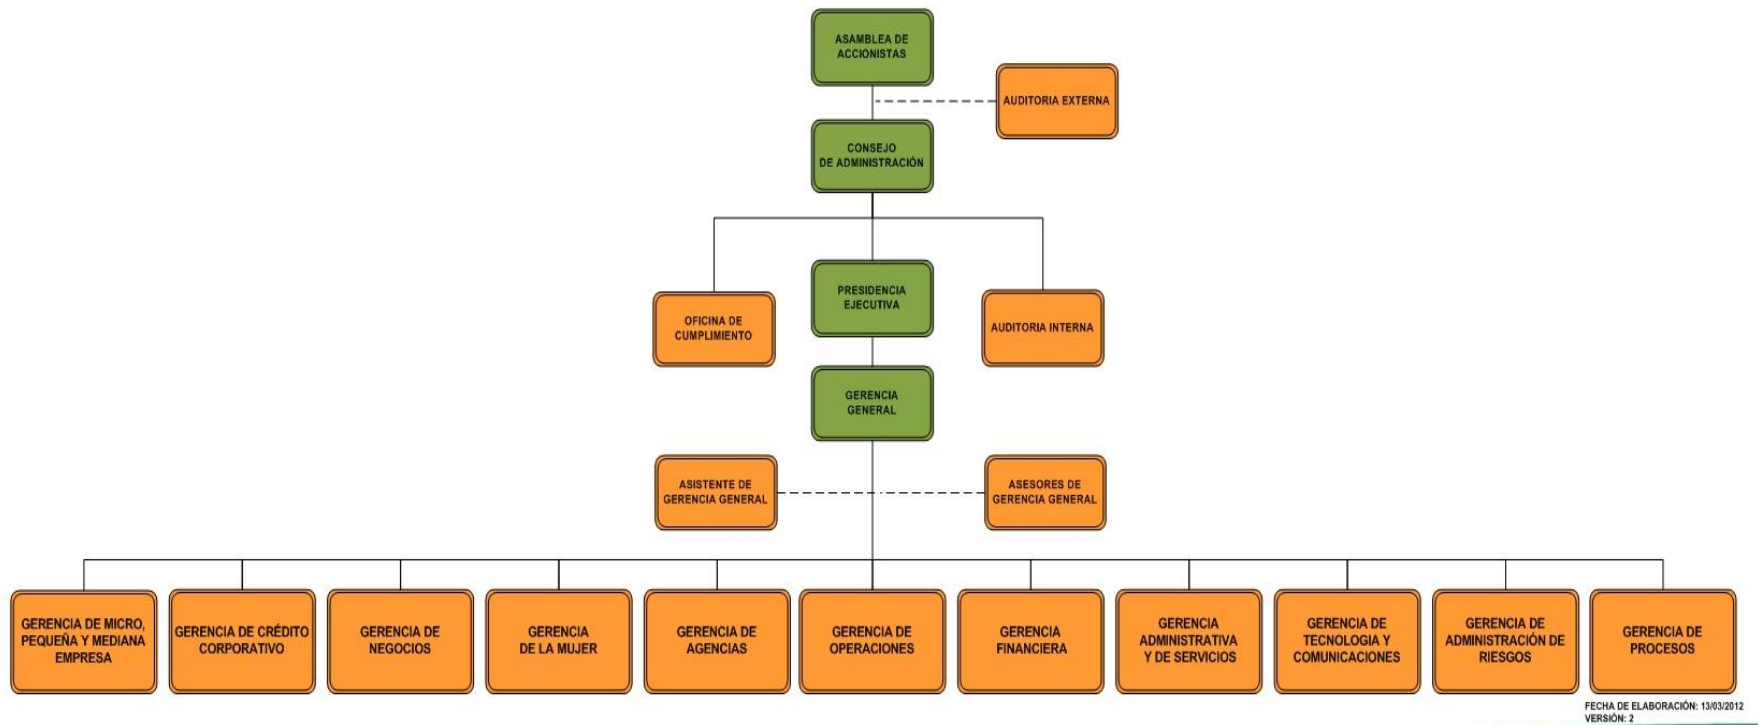 ASAMBLEA DE
ACCIONISTAS
AUDITORIA EXTERNA
CONSEJO
DE ADMINISTRACIÓN
PRESIDENCIA
EJECUTIVA
OFICINA DE
CUMPLIMIENTO
AUDITORIA INTERNA
GERENCIA
GENERAL
ASISTENTE DE
GERENCIA GENERAL
ASESORES DE
GERENCIA GENERAL
GERENCIA DE MICRO,
PEQUEÑA Y MEDIANA
EMPRESA
GERENCIA DE CRÉDITO
CORPORATIVO
GERENCIA DE
NEGOCIOS
GERENCIA
DE LA MUJER
GERENCIA DE
AGENCIAS
GERENCIA DE
OPERACIONES
GERENCIA
FINANCIERA
GERENCIA
ADMINISTRATIVA
Y DE SERVICIOS
GERENCIA DE
TECNOLOGIA Y
COMUNICACIONES
GERENCIA DE
ADMINISTRACIÓN DE
RIESGOS
GERENCIA DE
PROCESOS
FECHA DE ELABORACIÓN: 13/03/2012
VERSIÓN: 2